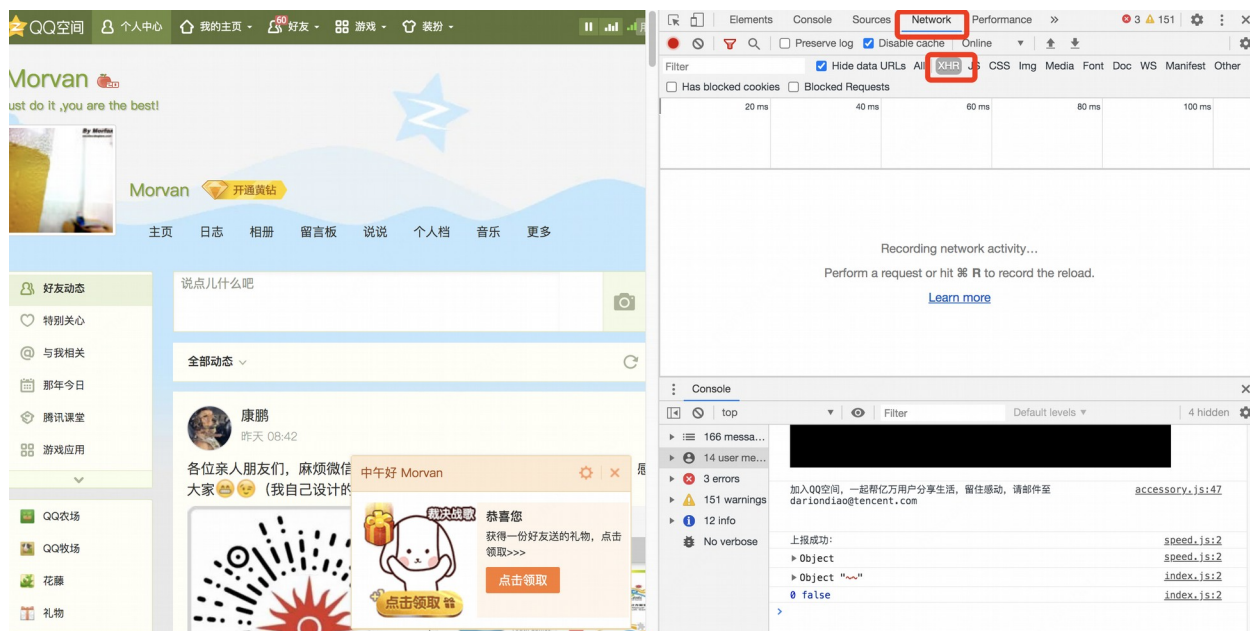 QQ空间 个人中心 我的主页 60 好友 游戏 装扮
Morvan
ust do it ,you are the best!
By Morfan
Morvan 开通黄钻
主页 日志 相册 留言板 说说 个人档 音乐 更多
好友动态
特别关心
与我相关
那年今日
腾讯课堂
游戏应用
QQ农场
QQ牧场
花藤
礼物
说点儿什么吧
全部动态
康鹏
昨天 08:42
各位亲人朋友们，麻烦微信
大家 （我自己设计的
中午好 Morvan
裁决战歌
点击领取
恭喜您
获得一份好友送的礼物，点击
领取>>>
点击领取
Elements Console Sources Network Performance » 3 151
Preserve log Disable cache Online
Filter Hide data URLs All XHR JS CSS Img Media Font Doc WS Manifest Other
Has blocked cookies Blocked Requests
20 ms 40 ms 60 ms 80 ms 100 ms
Recording network activity…
Perform a request or hit ⌘ R to record the reload.
Learn more
Console
top Filter Default levels 4 hidden
166 messa…
14 user me…
3 errors
151 warnings
12 info
No verbose
加入QQ空间，一起帮亿万用户分享生活，留住感动，请邮件至 accessory.js:47
dariondiao@tencent.com
上报成功: speed.js:2
Object speed.js:2
Object "~~" index.js:2
0 false index.js:2